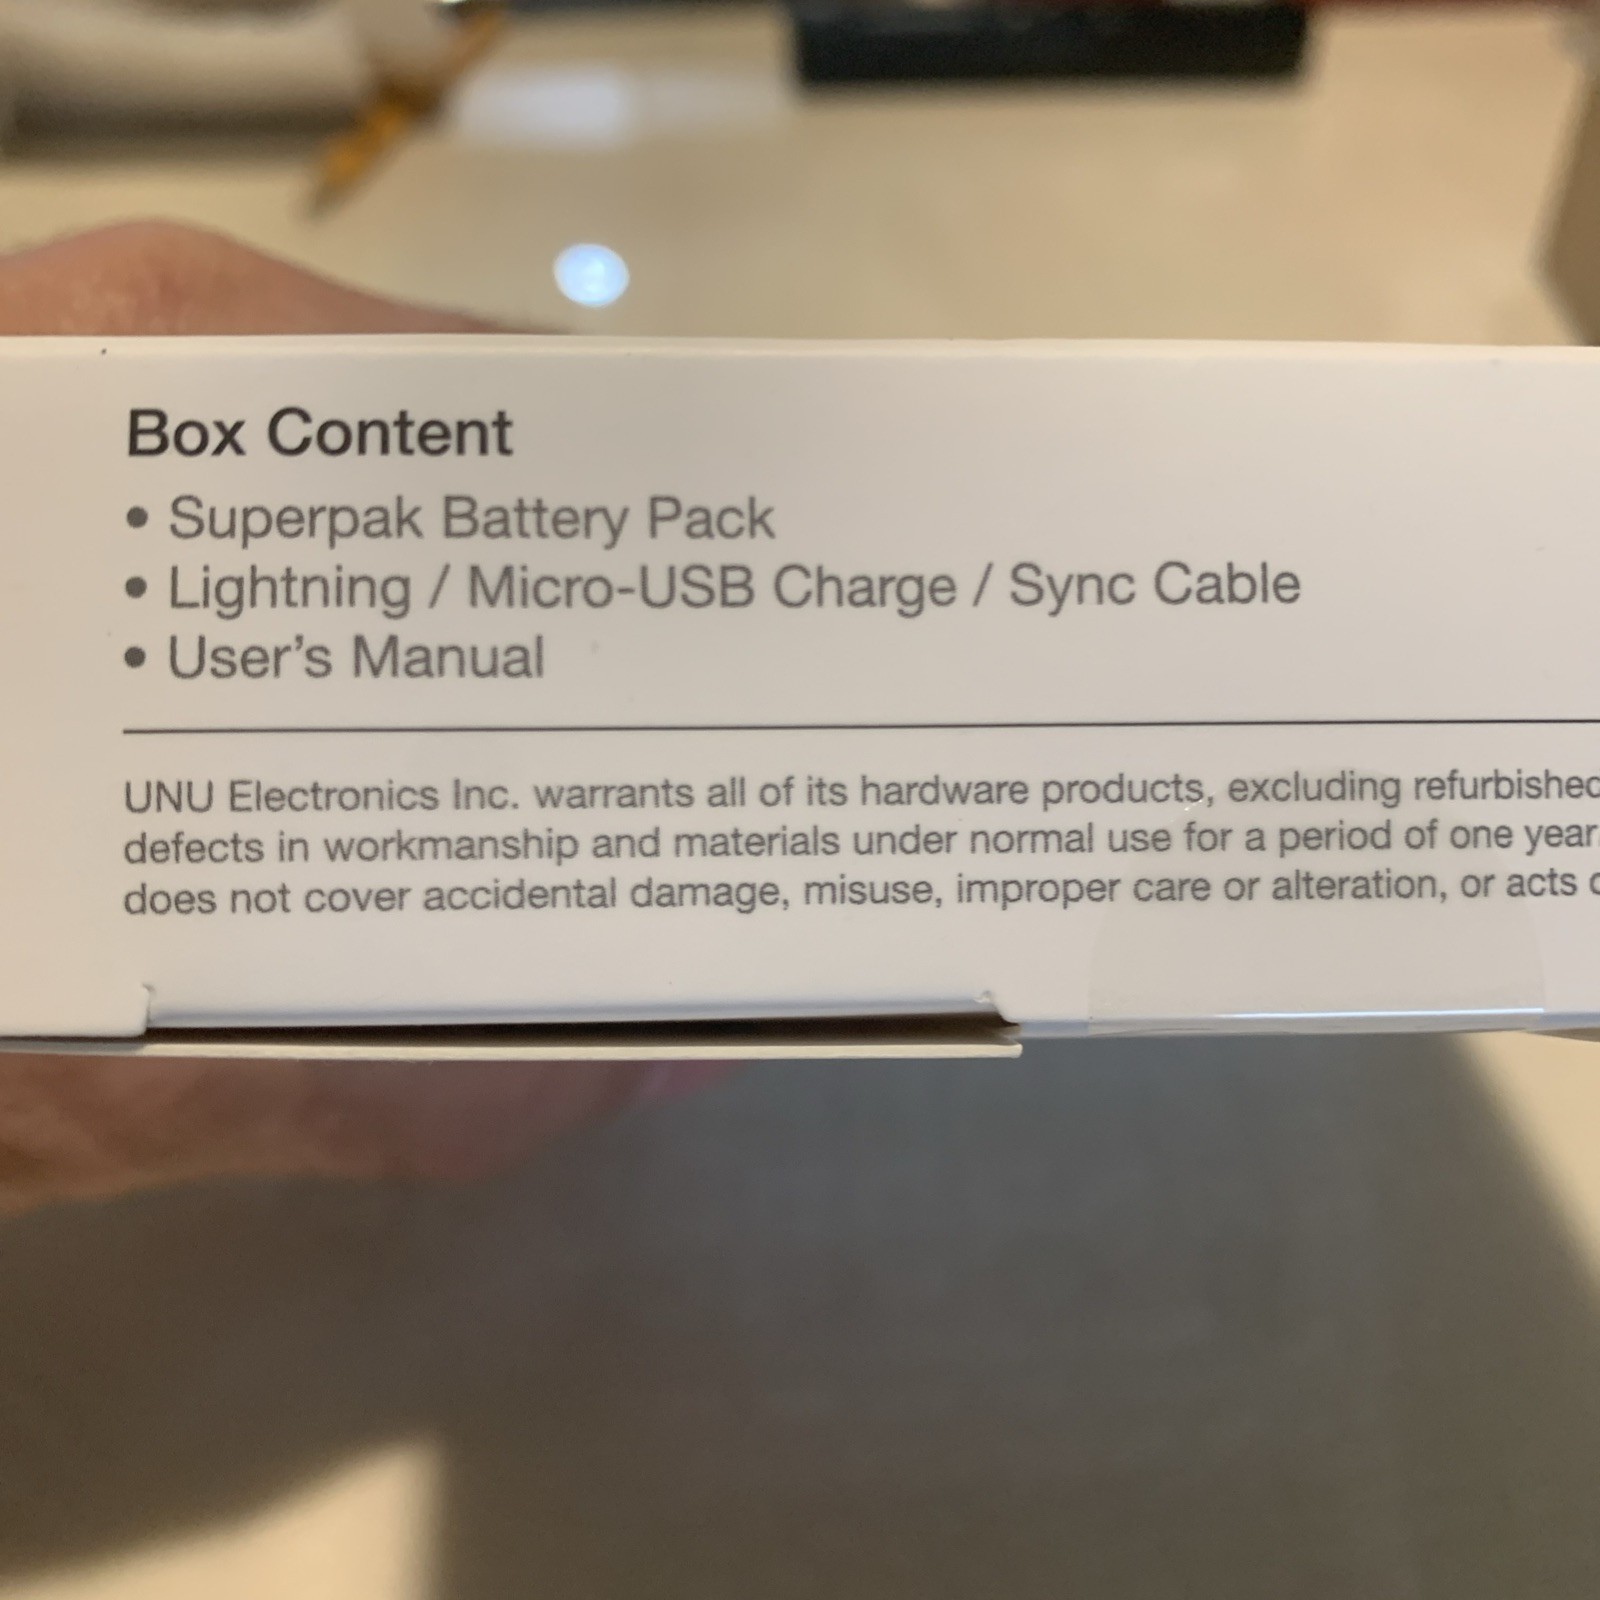 Box Content
• Superpak Battery Pack
• Lightning / Micro-USB Charge / Sync Cable
• User's Manual
UNU Electronics Inc. warrants all of its hardware products, excluding refurbished
defects in workmanship and materials under normal use for a period of one year.
does not cover accidental damage, misuse, improper care or alteration, or acts